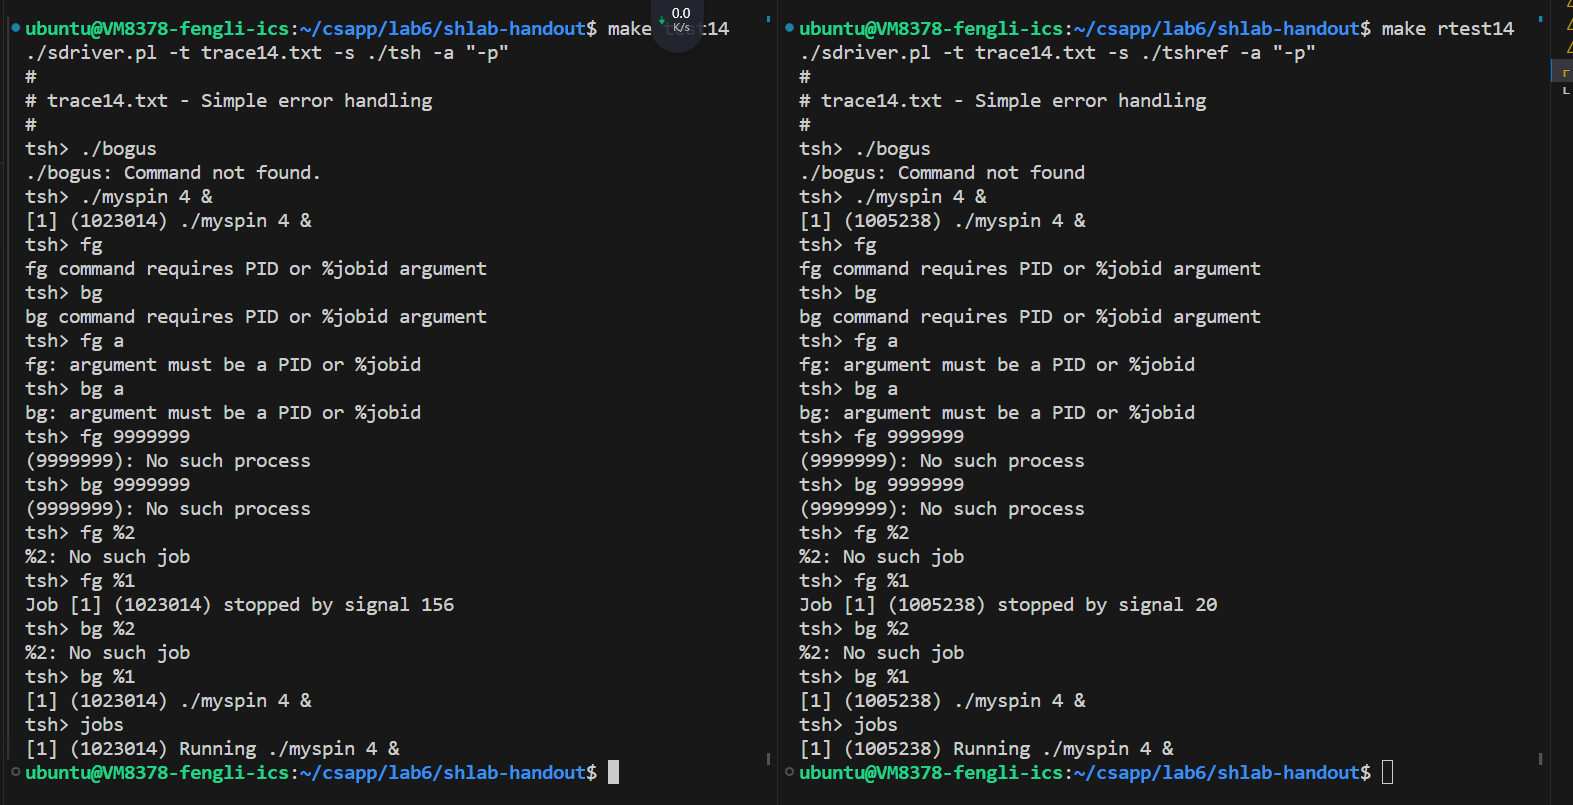 ubuntu@VM8378-fengli-ics:~/csapp/lab6/shlab-handout$ make 14
./sdriver.pl -t trace14.txt -s ./tsh -a "-p"
#
# trace14.txt - Simple error handling
#
tsh> ./bogus
./bogus: Command not found.
tsh> ./myspin 4 &
[1] (1023014) ./myspin 4 &
tsh> fg
fg command requires PID or %jobid argument
tsh> bg
bg command requires PID or %jobid argument
tsh> fg a
fg: argument must be a PID or %jobid
tsh> bg a
bg: argument must be a PID or %jobid
tsh> fg 9999999
(9999999): No such process
tsh> bg 9999999
(9999999): No such process
tsh> fg %2
%2: No such job
tsh> fg %1
Job [1] (1023014) stopped by signal 156
tsh> bg %2
%2: No such job
tsh> bg %1
[1] (1023014) ./myspin 4 &
tsh> jobs
[1] (1023014) Running ./myspin 4 &
ubuntu@VM8378-fengli-ics:~/csapp/lab6/shlab-handout$
0.0
K/s
ubuntu@VM8378-fengli-ics:~/csapp/lab6/shlab-handout$ make rtest14
./sdriver.pl -t trace14.txt -s ./tshref -a "-p"
#
# trace14.txt - Simple error handling
#
tsh> ./bogus
./bogus: Command not found
tsh> ./myspin 4 &
[1] (1005238) ./myspin 4 &
tsh> fg
fg command requires PID or %jobid argument
tsh> bg
bg command requires PID or %jobid argument
tsh> fg a
fg: argument must be a PID or %jobid
tsh> bg a
bg: argument must be a PID or %jobid
tsh> fg 9999999
(9999999): No such process
tsh> bg 9999999
(9999999): No such process
tsh> fg %2
%2: No such job
tsh> fg %1
Job [1] (1005238) stopped by signal 20
tsh> bg %2
%2: No such job
tsh> bg %1
[1] (1005238) ./myspin 4 &
tsh> jobs
[1] (1005238) Running ./myspin 4 &
ubuntu@VM8378-fengli-ics:~/csapp/lab6/shlab-handout$